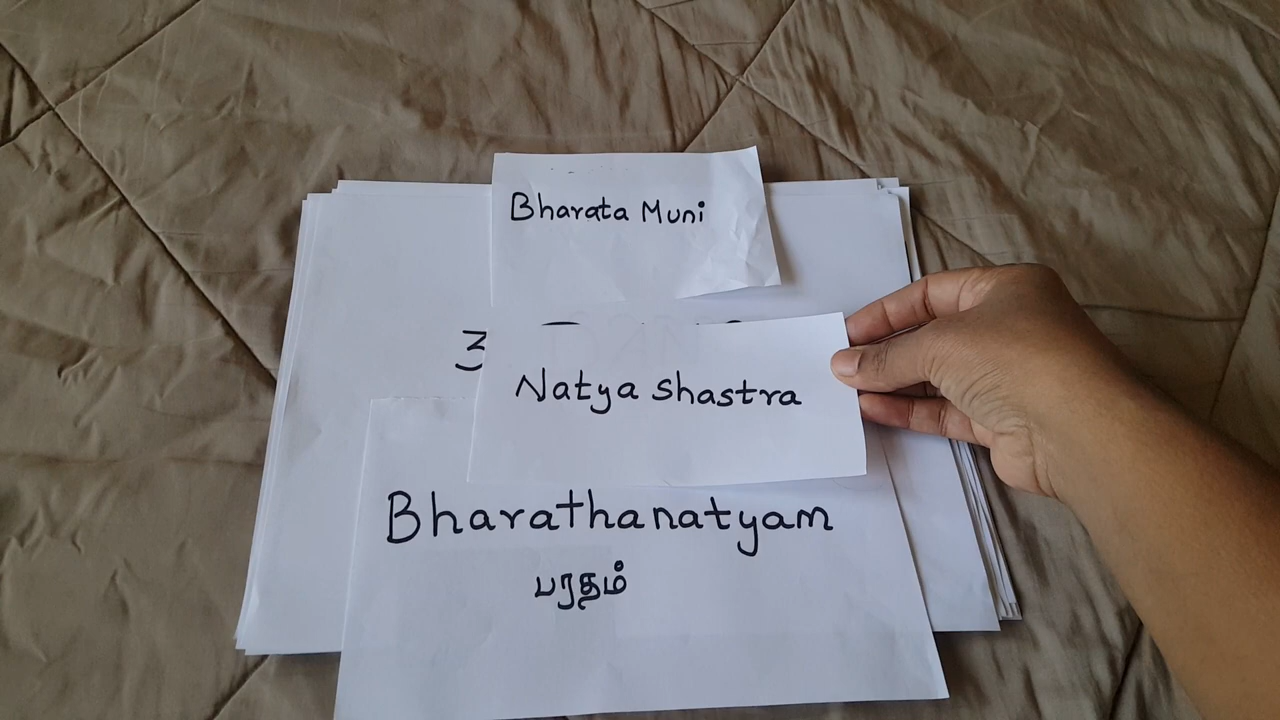 Bharata Muni
Natya shastra
Bharathanatyam
பரதம்